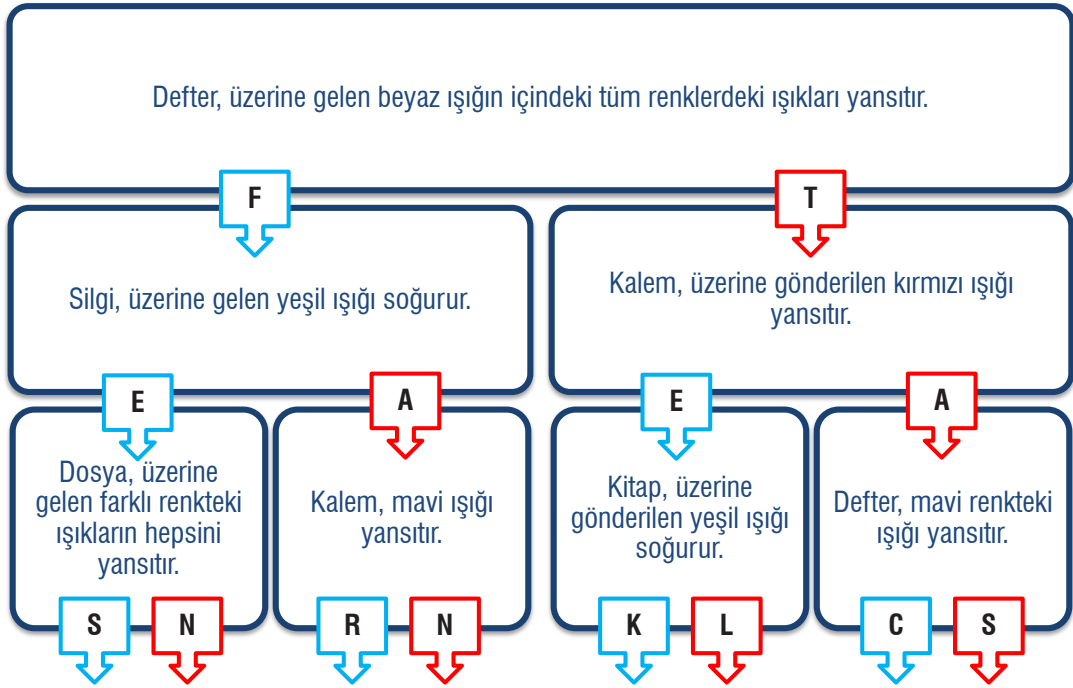 Defter, üzerine gelen beyaz ışığın içindeki tüm renklerdeki ışıkları yansıtır.
F
T
Silgi, üzerine gelen yeşil ışığı soğurur.
Kalem, üzerine gönderilen kırmızı ışığı
yansıtır.
E
A
E
A
Dosya, üzerine
gelen farklı renkteki
ışıkların hepsini
yansıtır.
Kalem, mavi ışığı
yansıtır.
Kitap, üzerine
gönderilen yeşil ışığı
soğurur.
Defter, mavi renkteki
ışığı yansıtır.
S
N
R
N
K
L
C
S